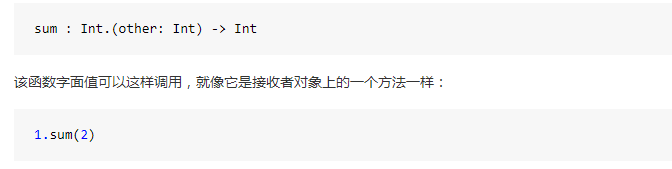 sum : Int.(other: Int) -> Int
该函数字面值可以这样调用，就像它是接收者对象上的一个方法一样：
1.sum(2)